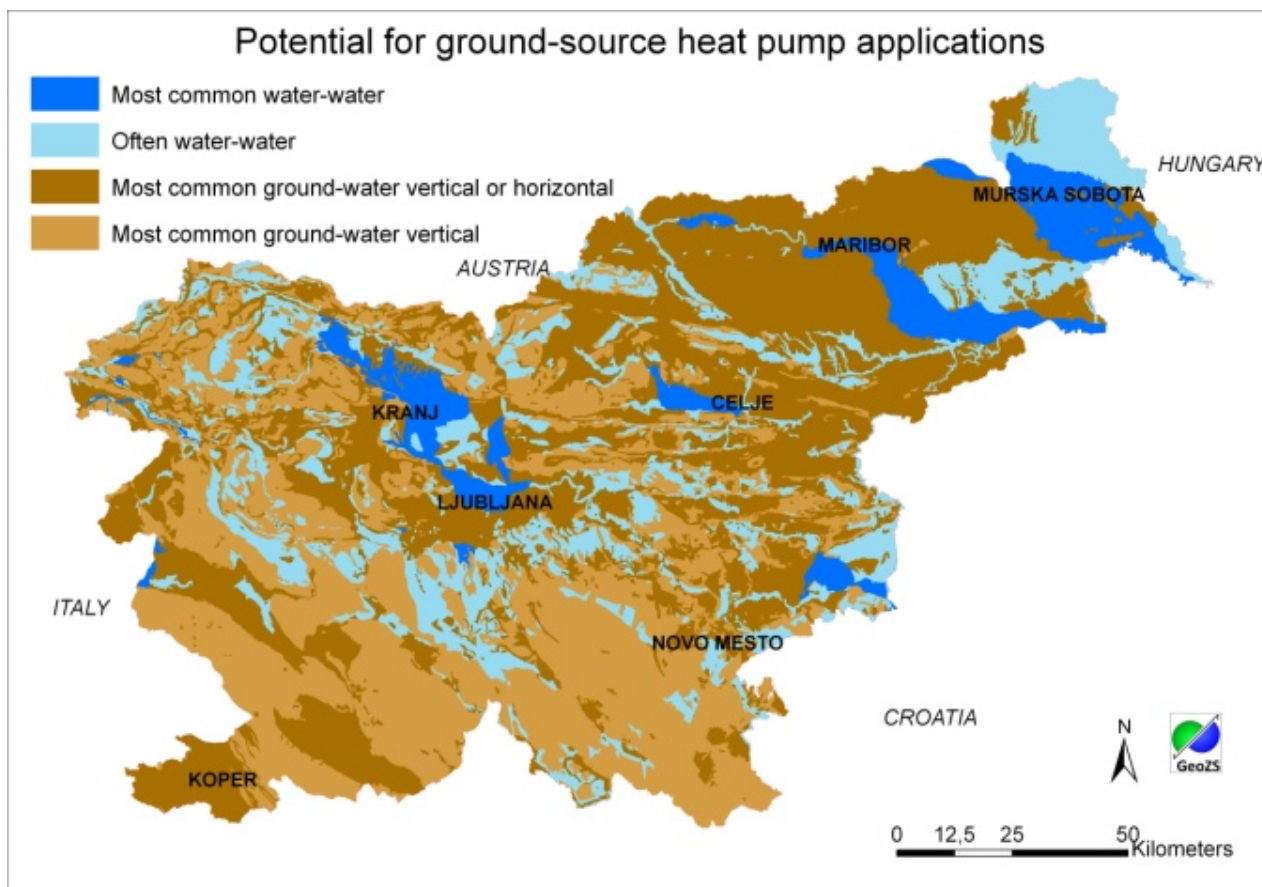 Potential for ground-source heat pump applications
Most common water-water
Often water-water
Most common ground-water vertical or horizontal
Most common ground-water vertical
HUNGARY
MURSKA SOBOTA
MARIBOR
AUSTRIA
CELJE
KRANJ
LJUBLJANA
ITALY
NOVO MESTO
CROATIA
N
GeoZS
KOPER
0 12,5 25 50
Kilometers